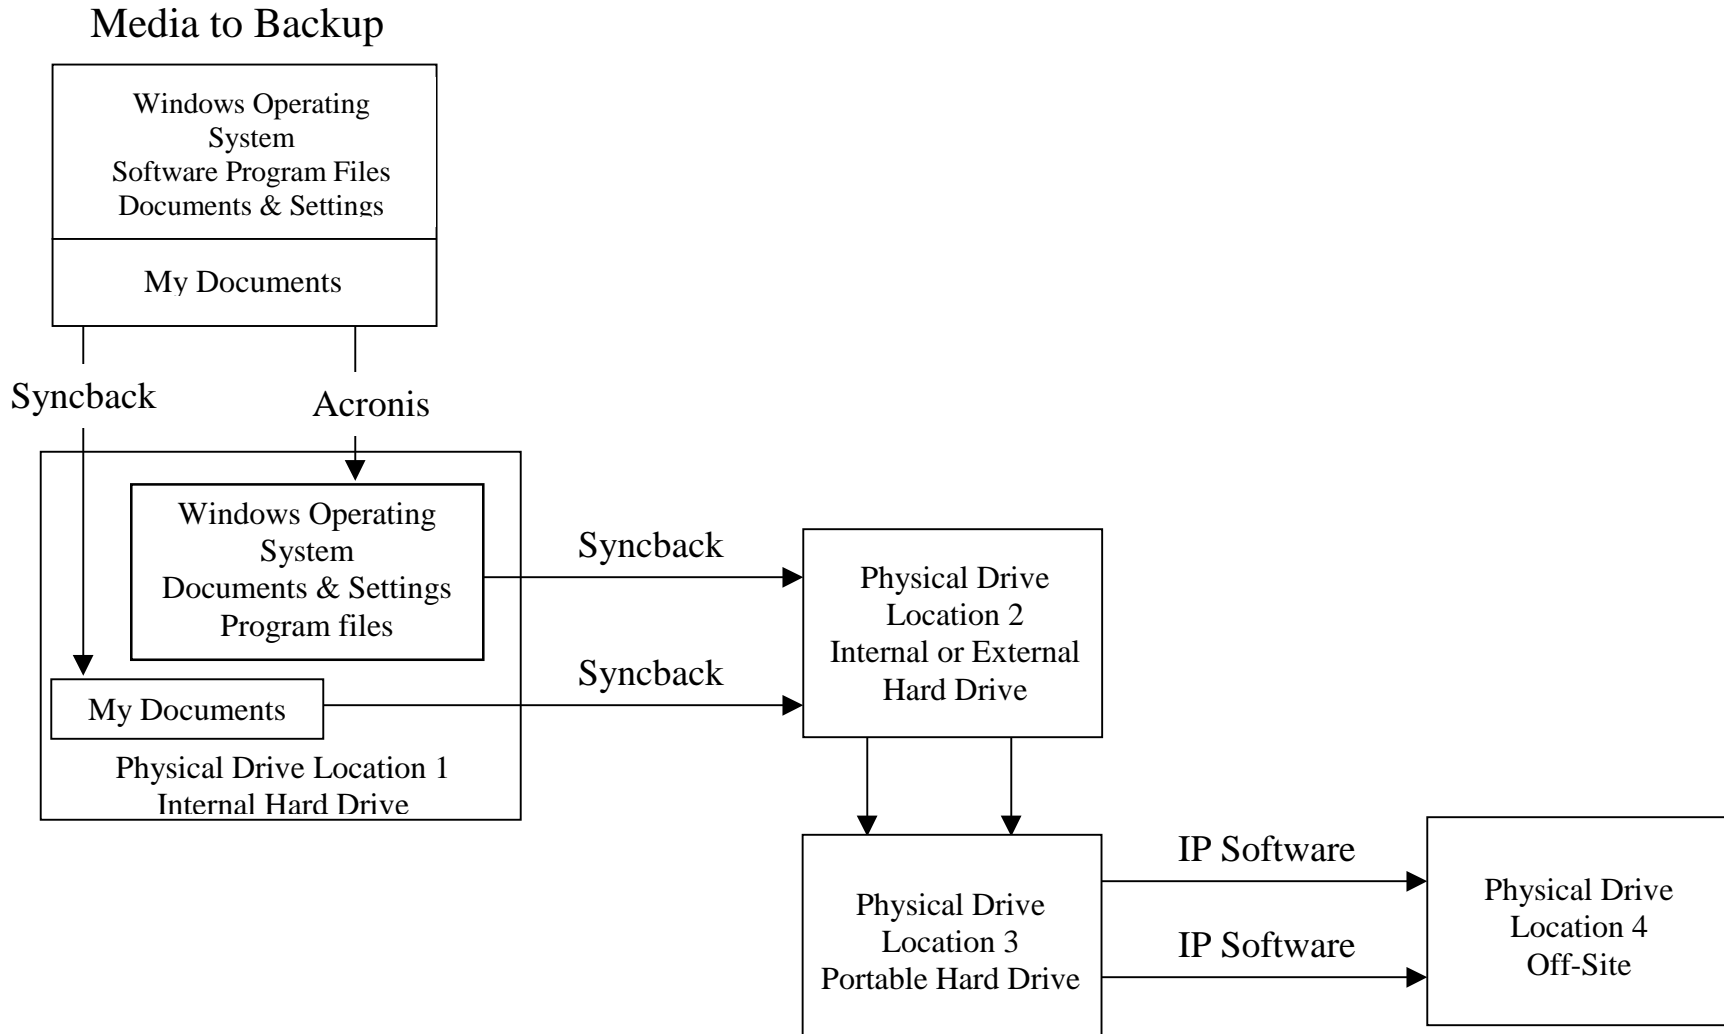 Media to Backup
Windows Operating
System
Software Program Files
Documents & Settings
My Documents
Syncback
Acronis
Windows Operating
System
Documents & Settings
Program files
My Documents
Physical Drive Location 1
Internal Hard Drive
Syncback
Syncback
Physical Drive
Location 2
Internal or External
Hard Drive
Physical Drive
Location 3
Portable Hard Drive
IP Software
IP Software
Physical Drive
Location 4
Off-Site